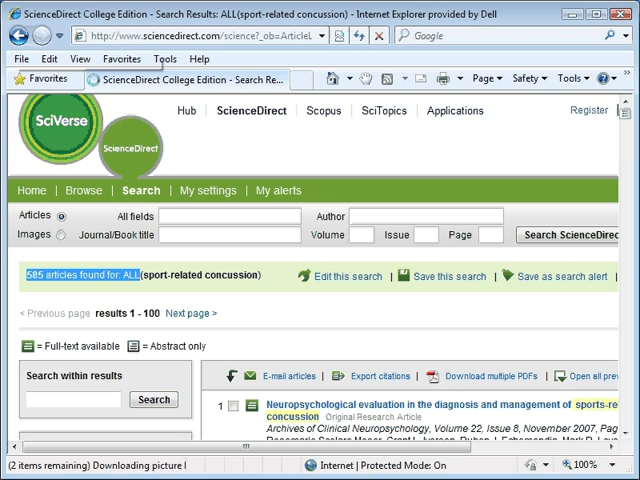 ScienceDirect College Edition - Search Results: ALL(sport-related concussion) - Internet Explorer provided by Dell
http://www.sciencedirect.com/science?_ob=ArticleL
Google
File Edit View Favorites Tools Help
Favorites ScienceDirect College Edition - Search Re...
Page Safety Tools
SciVerse
ScienceDirect
Hub ScienceDirect Scopus SciTopics Applications Register
Home Browse Search My settings My alerts
Articles All fields Author
Images Journal/Book title Volume Issue Page Search ScienceDirec
585 articles found for: ALL(sport-related concussion) Edit this search Save this search Save as search alert
< Previous page results 1 - 100 Next page >
= Full-text available = Abstract only
Search within results
Search
E-mail articles Export citations Download multiple PDFs Open all prev
1 Neuropsychological evaluation in the diagnosis and management of sports-re
concussion Original Research Article
Archives of Clinical Neuropsychology, Volume 22, Issue 8, November 2007, Pag
(2 items remaining) Downloading picture Internet | Protected Mode: On 100%